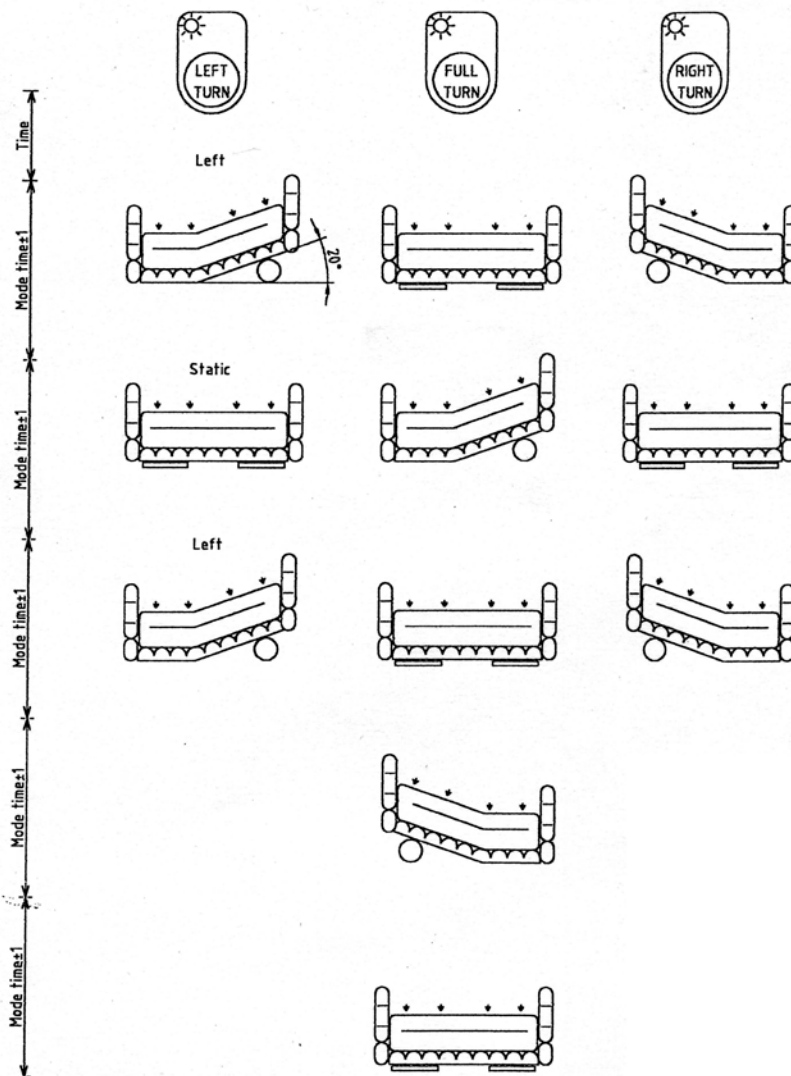 LEFT
TURN
FULL
TURN
RIGHT
TURN
Time
Left
Mode time±1
20°
Static
Mode time±1
Left
Mode time±1
Mode time±1
Mode time±1